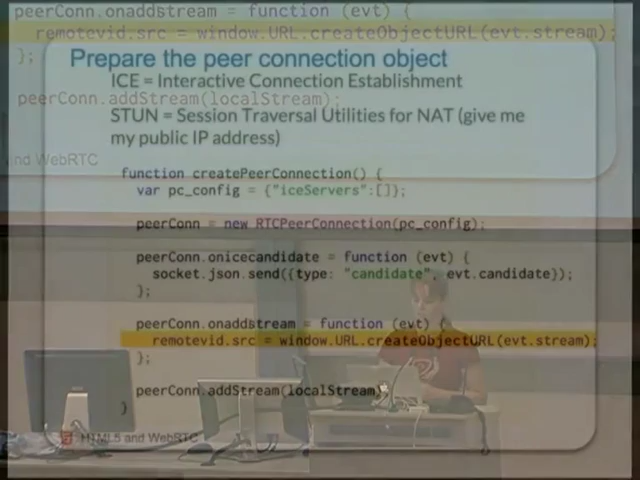 peerConn.onaddstream = function (evt) {
remotevid.src = window.URL.createObjectURL(evt.stream);
};
Prepare the peer connection object
ICE = Interactive Connection Establishment
peerConn.addStream(localStream);
STUN = Session Traversal Utilities for NAT (give me
my public IP address)
nd WebRTC
function createPeerConnection() {
var pc_config = {"iceServers":[]};
peerConn = new RTCPeerConnection(pc_config);
peerConn.onicecandidate = function (evt) {
socket.json.send({type: "candidate", evt.candidate});
};
peerConn.onaddstream = function (evt) {
remotevid.src = window.URL.createObjectURL(evt.stream);
};
peerConn.addStream(localStream)
}
HTML5 and WebRTC